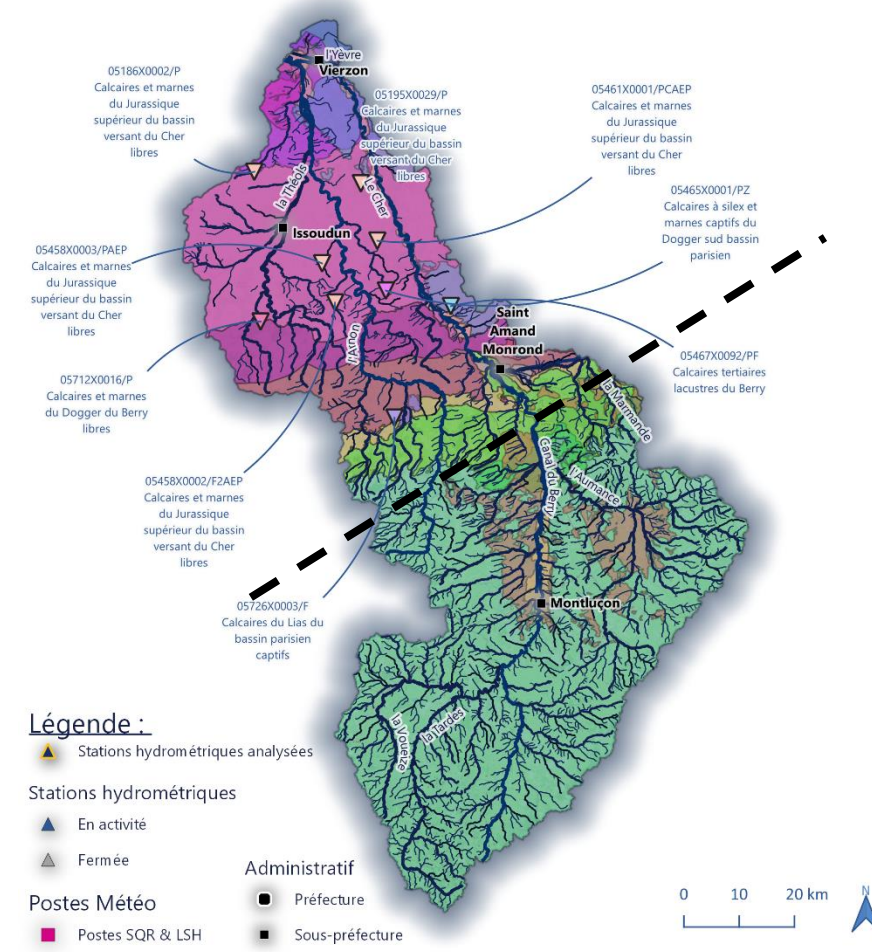 l'Yèvre
Vierzon
05186X0002/P
Calcaires et marnes
du Jurassique
supérieur du bassin
versant du Cher
libres
05195X0029/P
Calcaires et marnes
du Jurassique
supérieur du bassin
versant du Cher
libres
05461X0001/PCAEP
Calcaires et marnes
du Jurassique
supérieur du bassin
versant du Cher
libres
05465X0001/PZ
Calcaires à silex et
marnes captifs du
Dogger sud bassin
parisien
la Théols
Le Cher
Issoudun
05458X0003/PAEP
Calcaires et marnes
du Jurassique
supérieur du bassin
versant du Cher
libres
Saint
Amand
Monrond
l'Arnon
05467X0092/PF
Calcaires tertiaires
lacustres du Berry
05712X0016/P
Calcaires et marnes
du Dogger du Berry
libres
la Marmande
Canal du Berry
l'Aumance
05458X0002/F2AEP
Calcaires et marnes
du Jurassique
supérieur du bassin
versant du Cher
libres
05726X0003/F
Calcaires du Lias du
bassin parisien
captifs
Montluçon
la Voueize
la Tardes
Légende :
Stations hydrométriques analysées
Stations hydrométriques
En activité
Fermée
Postes Météo
Postes SQR & LSH
Administratif
Préfecture
Sous-préfecture
0 10 20 km
N